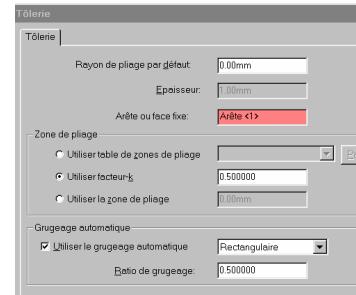 Tôlerie
Tôlerie
Rayon de pliage par défaut: 0.00mm
Epaisseur: 1.00mm
Arête ou face fixe: Arête <1>
Zone de pliage
Utiliser table de zones de pliage
Utiliser facteur-k 0.500000
Utiliser la zone de pliage 0.00mm
Grugeage automatique
Utiliser le grugeage automatique Rectangulaire
Ratio de grugeage: 0.500000